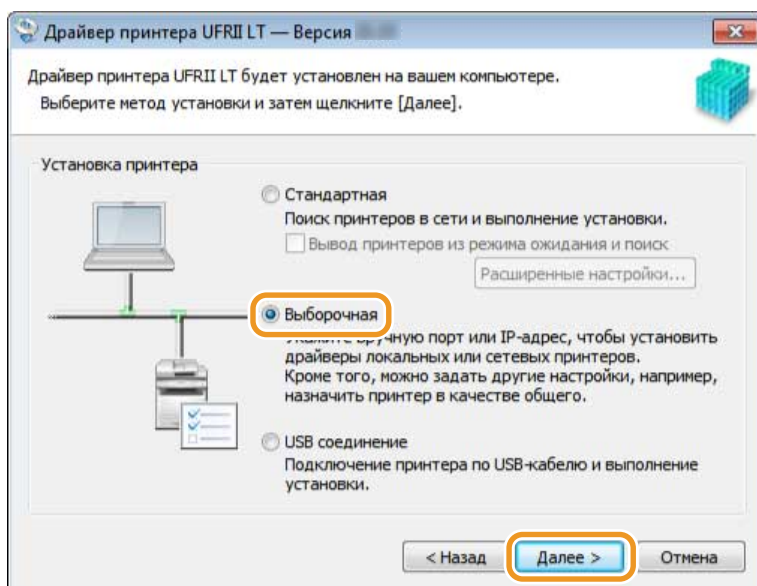 Драйвер принтера UFRII LT — Версия
Драйвер принтера UFRII LT будет установлен на вашем компьютере.
Выберите метод установки и затем щелкните [Далее].
Установка принтера
Стандартная
Поиск принтеров в сети и выполнение установки.
Вывод принтеров из режима ожидания и поиск
Расширенные настройки...
Выборочная
Укажите вручную порт или IP-адрес, чтобы установить
драйверы локальных или сетевых принтеров.
Кроме того, можно задать другие настройки, например,
назначить принтер в качестве общего.
USB соединение
Подключение принтера по USB-кабелю и выполнение
установки.
< Назад
Далее >
Отмена